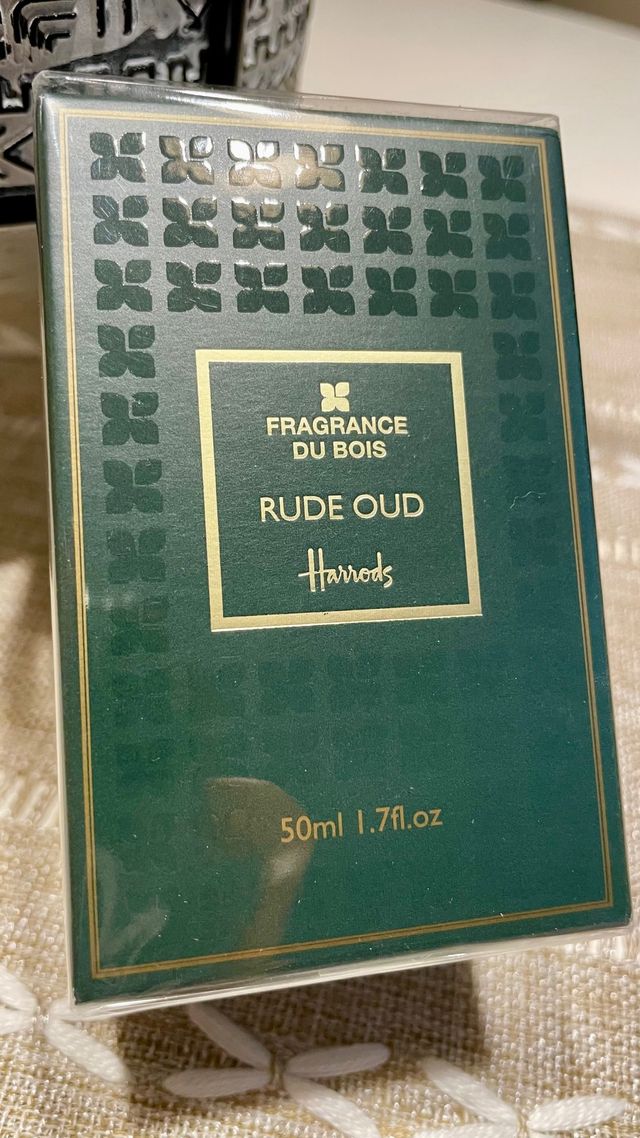 FRAGRANCE
DU BOIS
RUDE OUD
Harrods
50ml 1.7fl.oz